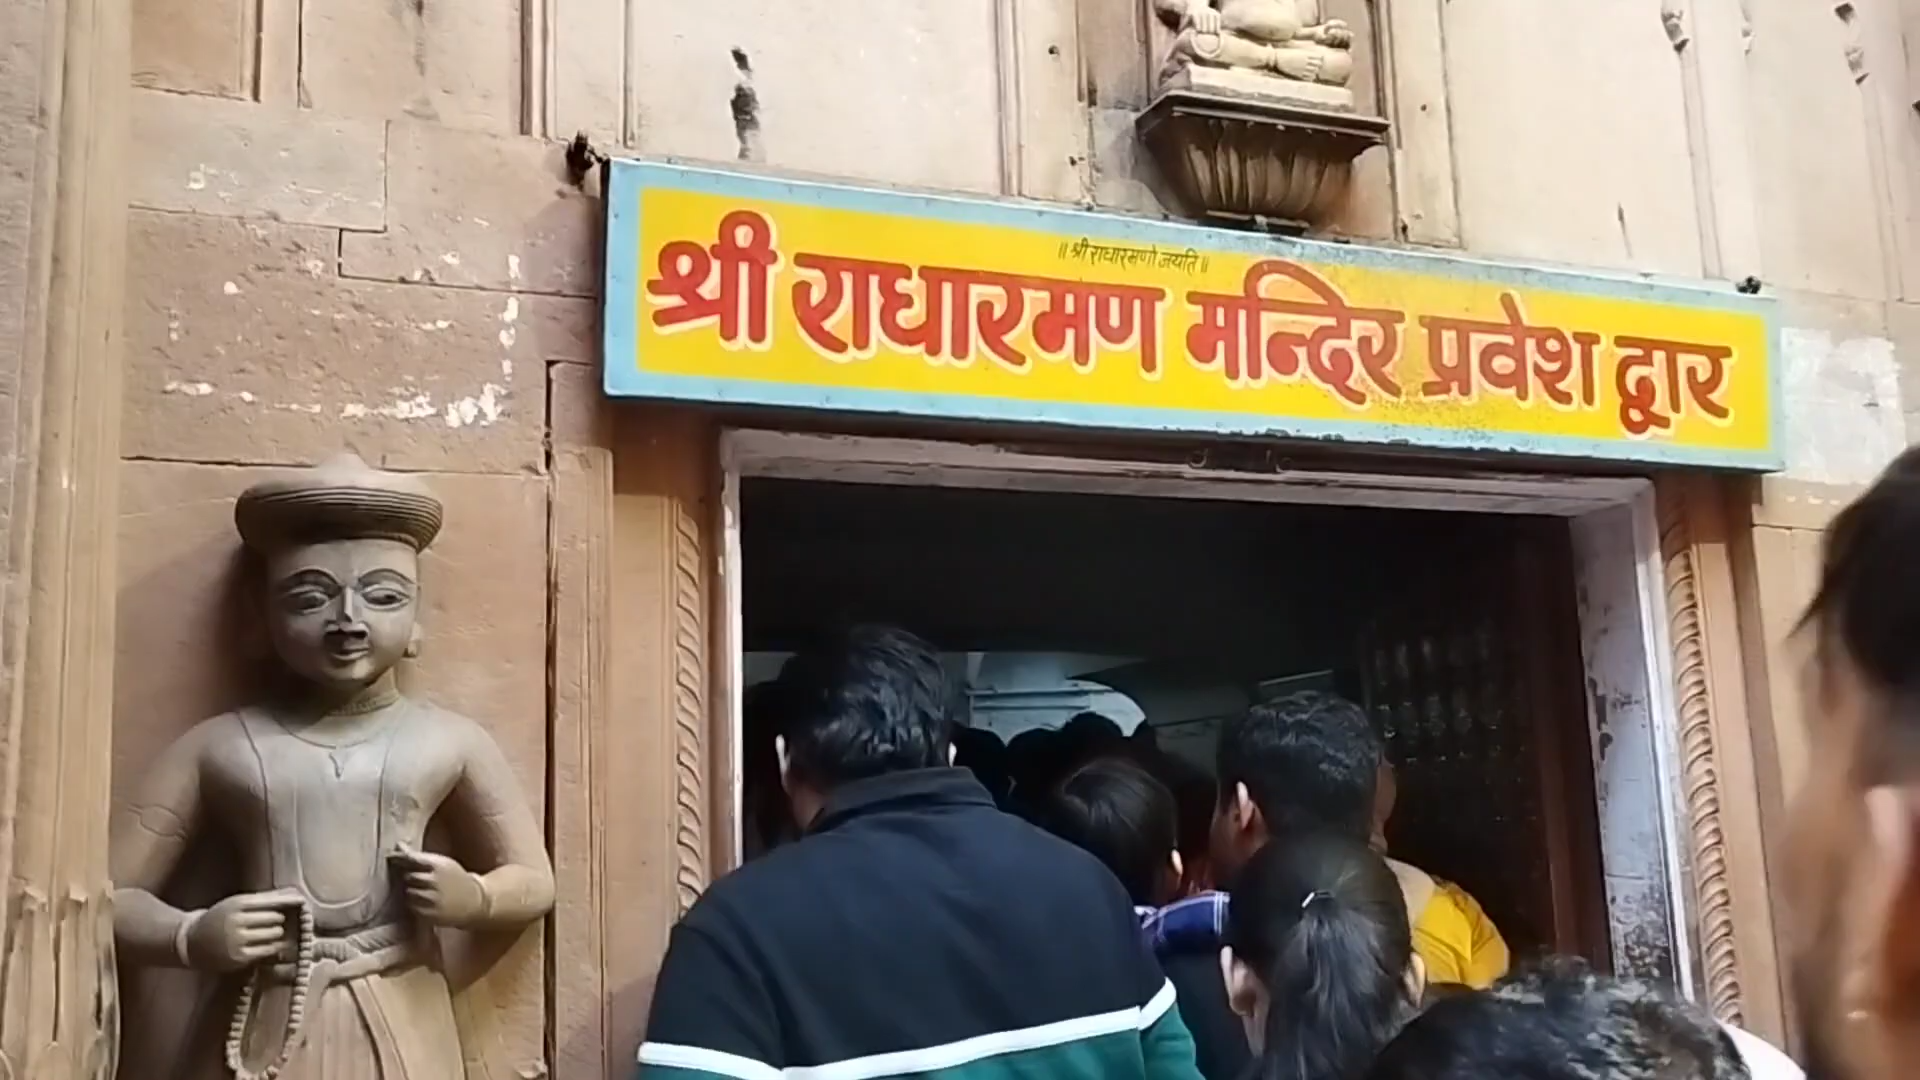 ॥ श्री राधारमणो जयति ॥
श्री राधारमण मन्दिर प्रवेश द्वार